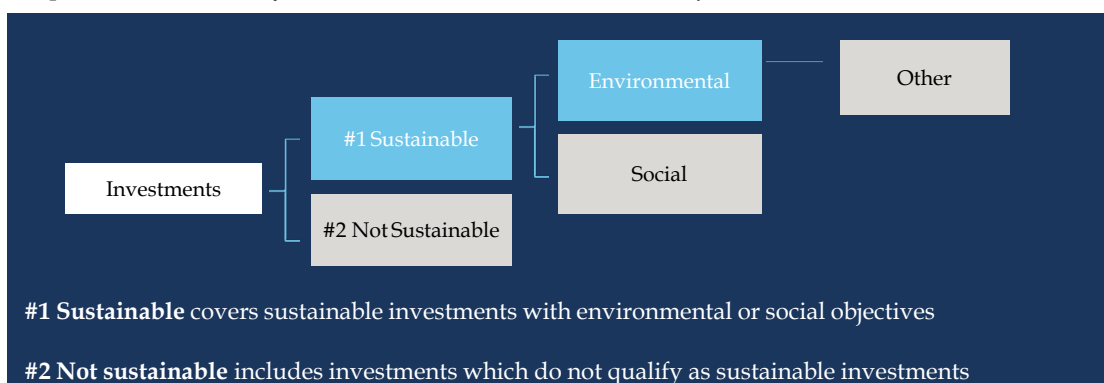 Environmental
Other
#1 Sustainable
Social
Investments
#2 Not Sustainable
#1 Sustainable covers sustainable investments with environmental or social objectives
#2 Not sustainable includes investments which do not qualify as sustainable investments